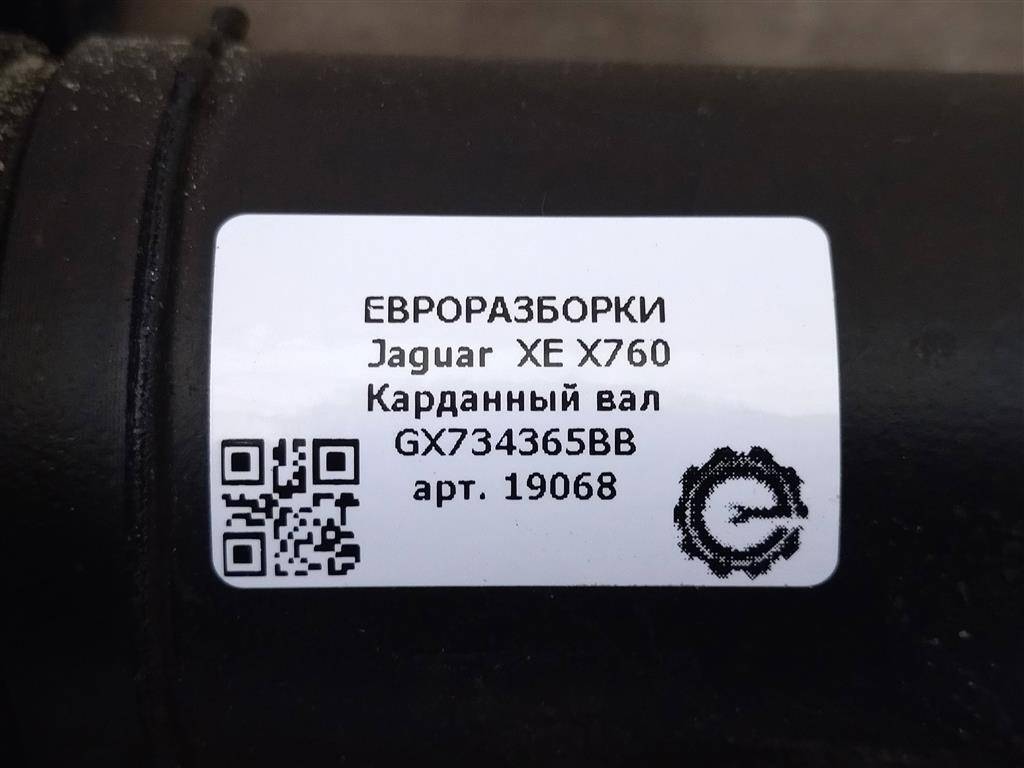 ЕВРОРАЗБОРКИ
Jaguar XE X760
Карданный вал
GX734365BB
арт. 19068